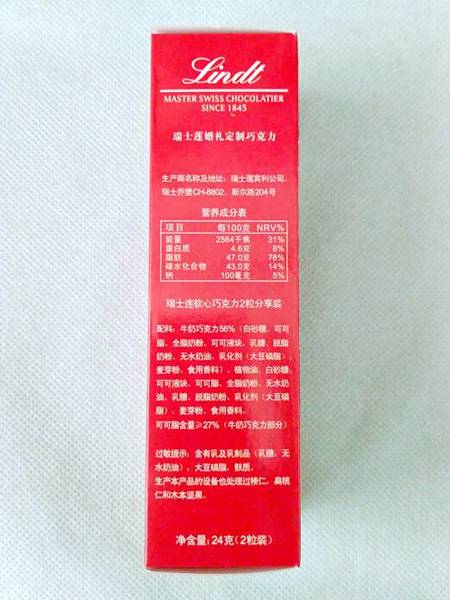 Lindt
MASTER SWISS CHOCOLATIER
SINCE 1845
瑞士莲婚礼定制巧克力
生产商名称及地址：瑞士莲宾利公司，
瑞士乔堡CH-8802，斯尔路204号
营养成分表
项目 每100克 NRV%
能量 2564千焦 31%
蛋白质 4.6克 8%
脂肪 47.0克 78%
碳水化合物 43.0克 14%
钠 100毫克 5%
瑞士连软心巧克力2粒分享装
配料：牛奶巧克力56%（白砂糖、可可
脂、全脂奶粉、可可液块、乳糖、脱脂
奶粉、无水奶油、乳化剂（大豆磷脂）、
麦芽粉、食用香料）、植物油、白砂糖、
可可液块、可可脂、全脂奶粉、无水奶
油、乳糖、脱脂奶粉、乳化剂（大豆磷
脂）、麦芽粉、食用香料。
可可脂含量≥27%（牛奶巧克力部分）
过敏提示：含有乳及乳制品（乳糖、无
水奶油），大豆磷脂，麸质。
生产本产品的设备也处理过榛仁，扁桃
仁和木本坚果。
净含量：24克（2粒装）